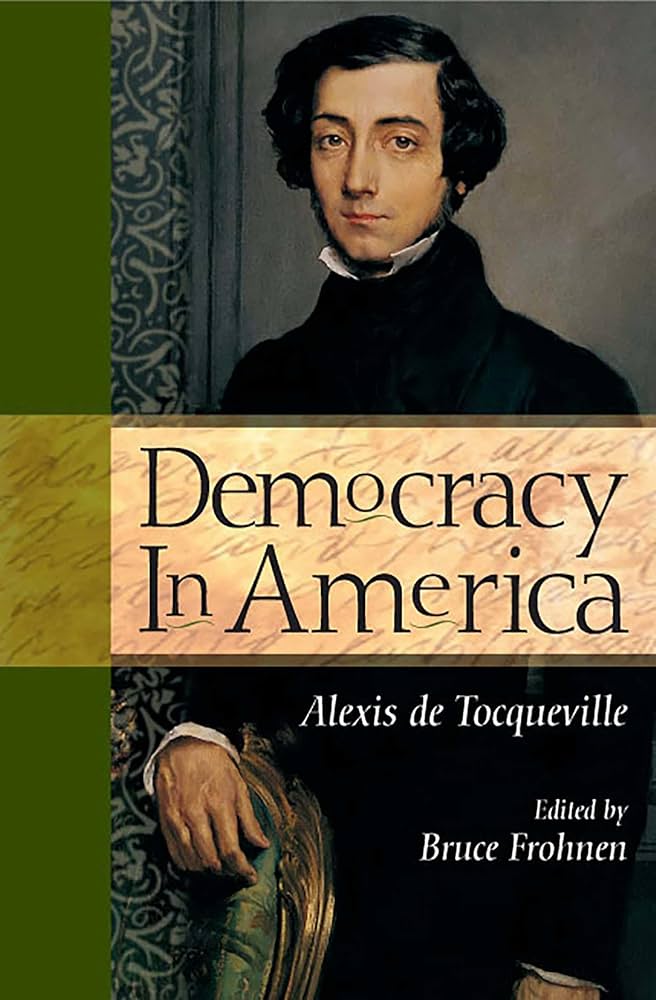 Democracy
In America
Alexis de Tocqueville
Edited by
Bruce Frohnen